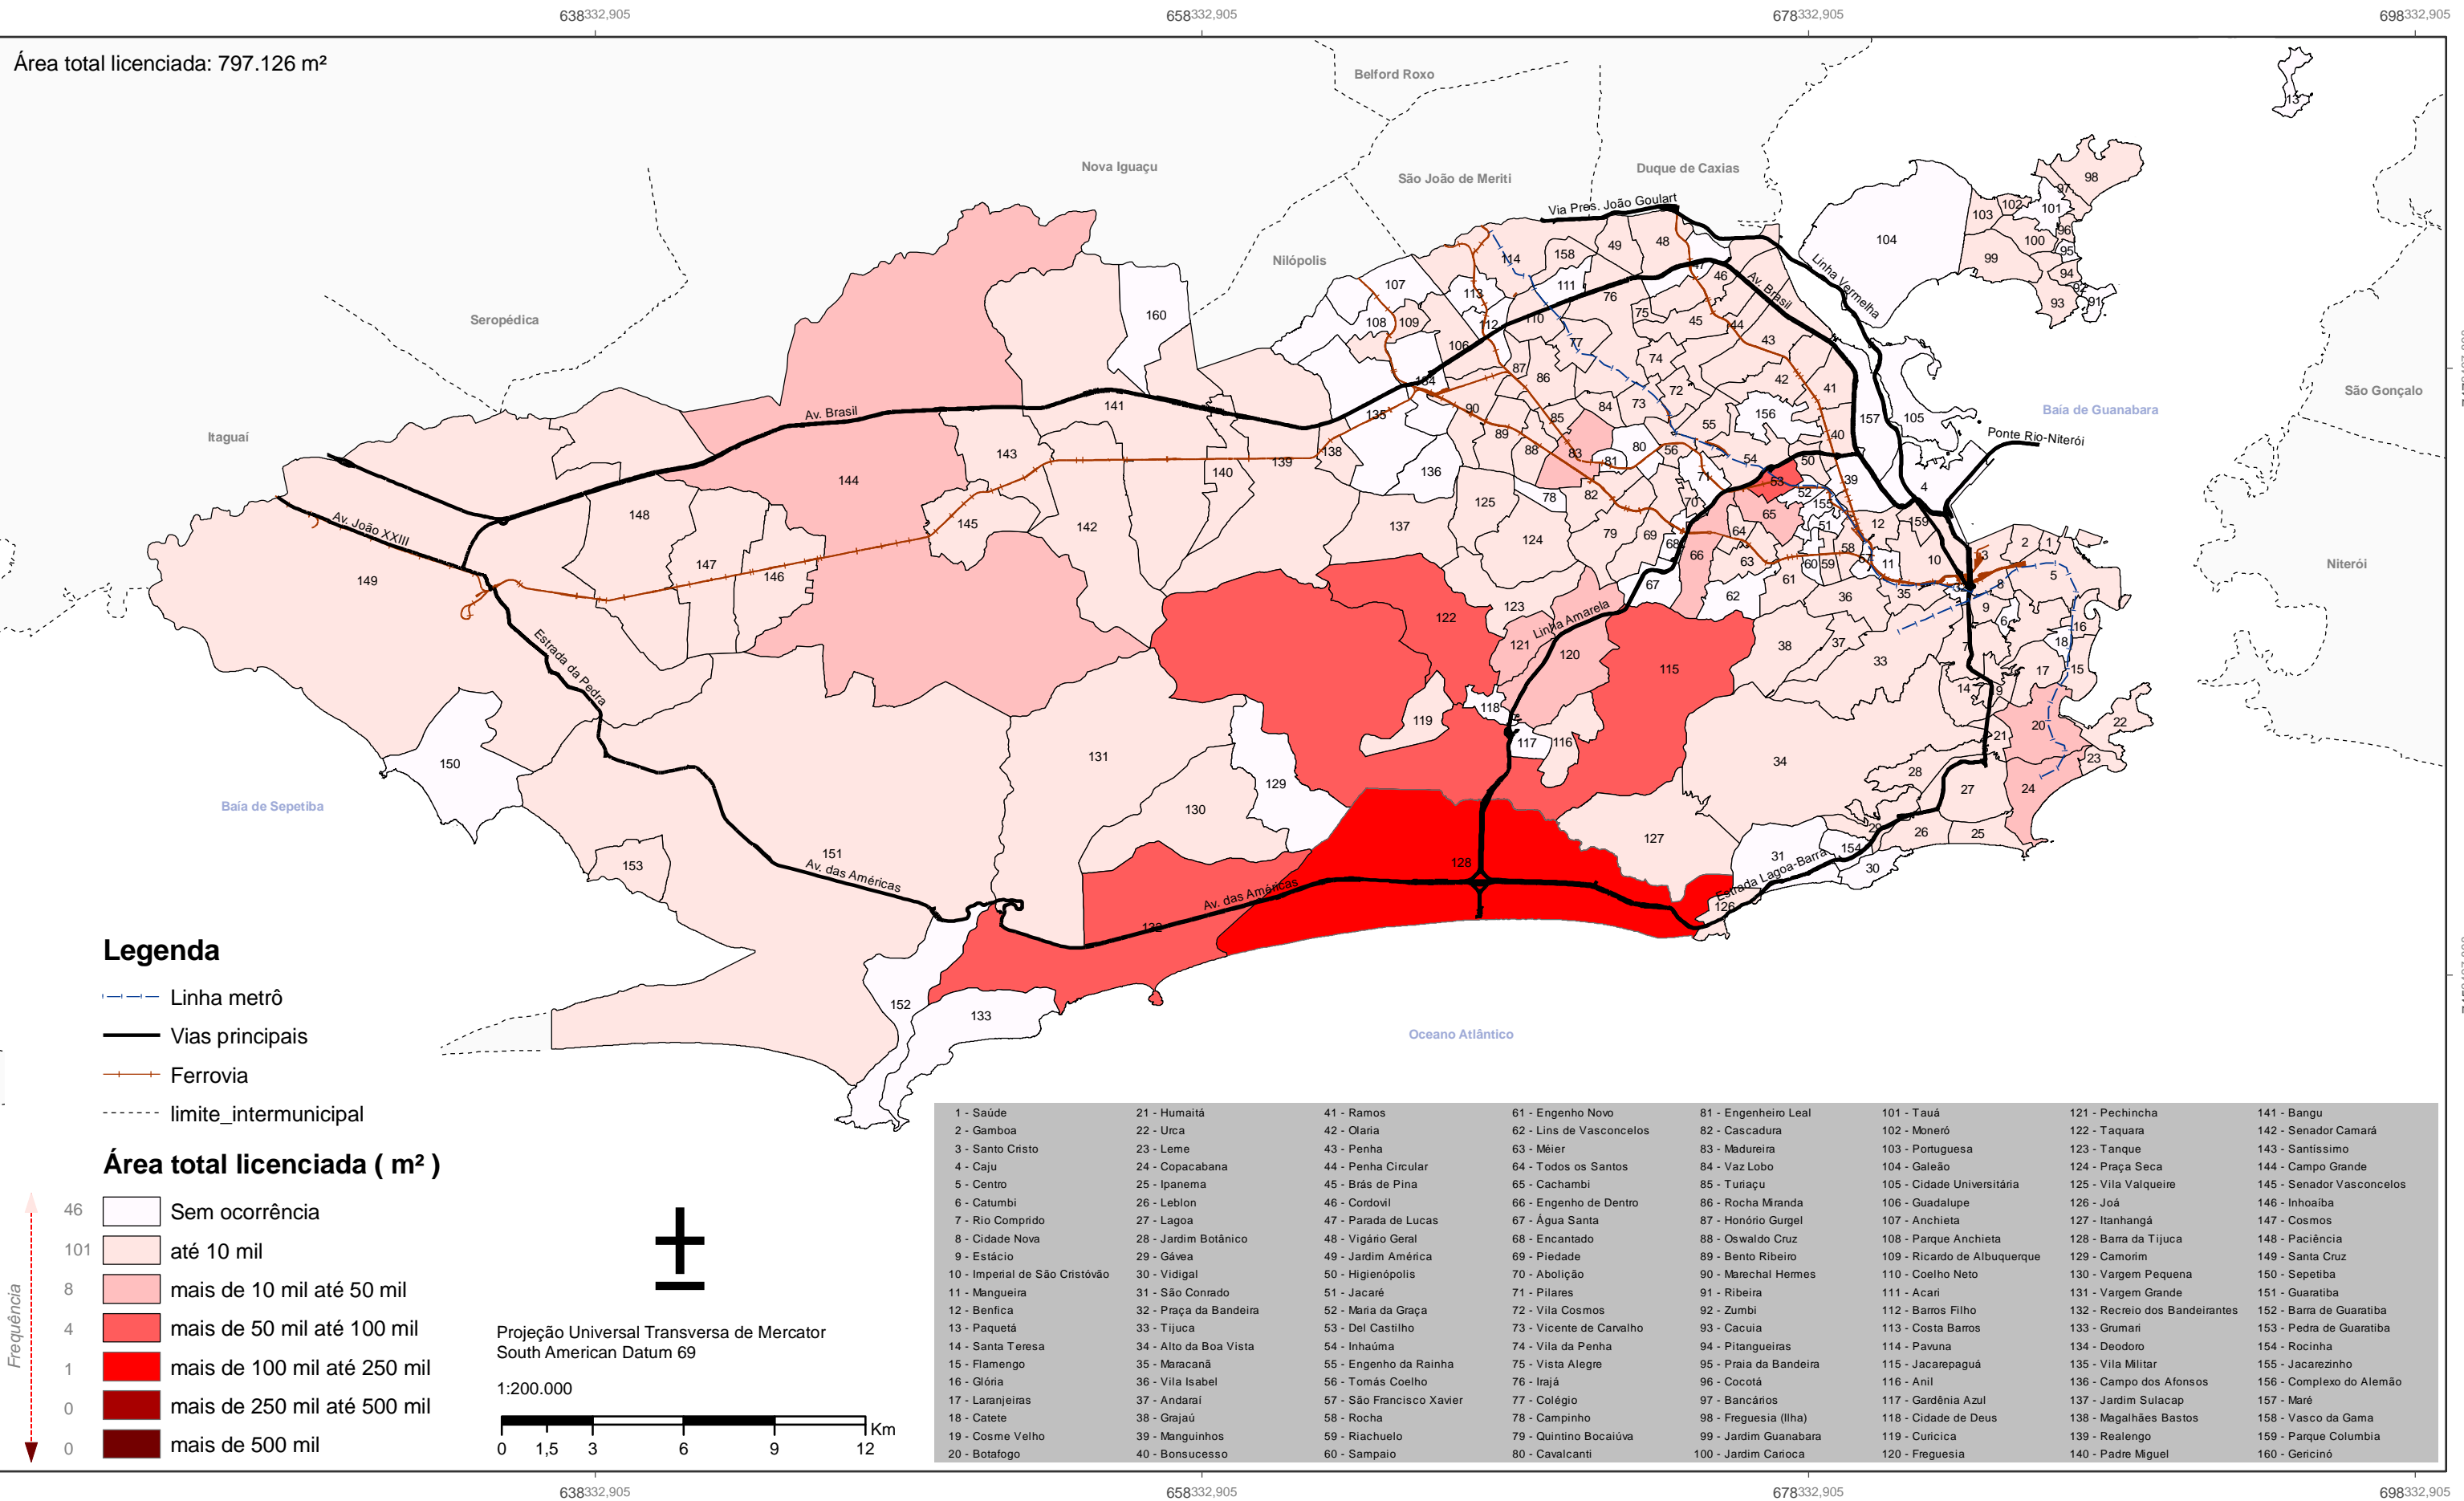 638332,905
658332,905
678332,905
698332,905
Área total licenciada: 797.126 m²
Belford Roxo
Nova Iguaçu
São João de Meriti
Duque de Caxias
Nilópolis
Seropédica
Itaguaí
São Gonçalo
Niterói
Baía de Guanabara
Baía de Sepetiba
Oceano Atlântico
Via Pres. João Goulart
Linha Vermelha
Av. Brasil
Av. Brasil
Ponte Rio-Niterói
Av. João XXIII
Estrada da Pedra
Linha Amarela
Av. das Américas
Av. das Américas
Estrada Lagoa-Barra
Legenda
Linha metrô
Vias principais
Ferrovia
limite_intermunicipal
Área total licenciada ( m² )
Frequência
46 Sem ocorrência
101 até 10 mil
8 mais de 10 mil até 50 mil
4 mais de 50 mil até 100 mil
1 mais de 100 mil até 250 mil
0 mais de 250 mil até 500 mil
0 mais de 500 mil
Projeção Universal Transversa de Mercator
South American Datum 69
1:200.000
Km
0 1,5 3 6 9 12
1 - Saúde
2 - Gamboa
3 - Santo Cristo
4 - Caju
5 - Centro
6 - Catumbi
7 - Rio Comprido
8 - Cidade Nova
9 - Estácio
10 - Imperial de São Cristóvão
11 - Mangueira
12 - Benfica
13 - Paquetá
14 - Santa Teresa
15 - Flamengo
16 - Glória
17 - Laranjeiras
18 - Catete
19 - Cosme Velho
20 - Botafogo
21 - Humaitá
22 - Urca
23 - Leme
24 - Copacabana
25 - Ipanema
26 - Leblon
27 - Lagoa
28 - Jardim Botânico
29 - Gávea
30 - Vidigal
31 - São Conrado
32 - Praça da Bandeira
33 - Tijuca
34 - Alto da Boa Vista
35 - Maracanã
36 - Vila Isabel
37 - Andaraí
38 - Grajaú
39 - Manguinhos
40 - Bonsucesso
41 - Ramos
42 - Olaria
43 - Penha
44 - Penha Circular
45 - Brás de Pina
46 - Cordovil
47 - Parada de Lucas
48 - Vigário Geral
49 - Jardim América
50 - Higienópolis
51 - Jacaré
52 - Maria da Graça
53 - Del Castilho
54 - Inhaúma
55 - Engenho da Rainha
56 - Tomás Coelho
57 - São Francisco Xavier
58 - Rocha
59 - Riachuelo
60 - Sampaio
61 - Engenho Novo
62 - Lins de Vasconcelos
63 - Méier
64 - Todos os Santos
65 - Cachambi
66 - Engenho de Dentro
67 - Água Santa
68 - Encantado
69 - Piedade
70 - Abolição
71 - Pilares
72 - Vila Cosmos
73 - Vicente de Carvalho
74 - Vila da Penha
75 - Vista Alegre
76 - Irajá
77 - Colégio
78 - Campinho
79 - Quintino Bocaiúva
80 - Cavalcanti
81 - Engenheiro Leal
82 - Cascadura
83 - Madureira
84 - Vaz Lobo
85 - Turiaçu
86 - Rocha Miranda
87 - Honório Gurgel
88 - Oswaldo Cruz
89 - Bento Ribeiro
90 - Marechal Hermes
91 - Ribeira
92 - Zumbi
93 - Cacuia
94 - Pitangueiras
95 - Praia da Bandeira
96 - Cocotá
97 - Bancários
98 - Freguesia (Ilha)
99 - Jardim Guanabara
100 - Jardim Carioca
101 - Tauá
102 - Moneró
103 - Portuguesa
104 - Galeão
105 - Cidade Universitária
106 - Guadalupe
107 - Anchieta
108 - Parque Anchieta
109 - Ricardo de Albuquerque
110 - Coelho Neto
111 - Acari
112 - Barros Filho
113 - Costa Barros
114 - Pavuna
115 - Jacarepaguá
116 - Anil
117 - Gardênia Azul
118 - Cidade de Deus
119 - Curicica
120 - Freguesia
121 - Pechincha
122 - Taquara
123 - Tanque
124 - Praça Seca
125 - Vila Valqueire
126 - Joá
127 - Itanhangá
128 - Barra da Tijuca
129 - Camorim
130 - Vargem Pequena
131 - Vargem Grande
132 - Recreio dos Bandeirantes
133 - Grumari
134 - Deodoro
135 - Vila Militar
136 - Campo dos Afonsos
137 - Jardim Sulacap
138 - Magalhães Bastos
139 - Realengo
140 - Padre Miguel
141 - Bangu
142 - Senador Camará
143 - Santíssimo
144 - Campo Grande
145 - Senador Vasconcelos
146 - Inhoaíba
147 - Cosmos
148 - Paciência
149 - Santa Cruz
150 - Sepetiba
151 - Guaratiba
152 - Barra de Guaratiba
153 - Pedra de Guaratiba
154 - Rocinha
155 - Jacarezinho
156 - Complexo do Alemão
157 - Maré
158 - Vasco da Gama
159 - Parque Columbia
160 - Gericinó
638332,905
658332,905
678332,905
698332,905